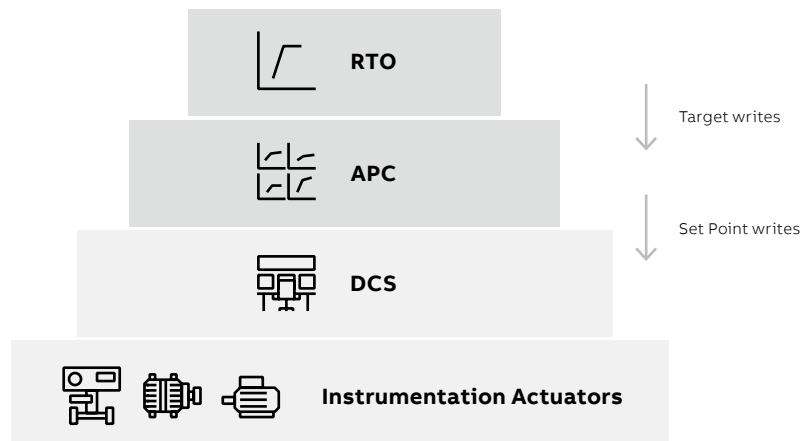 RTO
Target writes
APC
Set Point writes
DCS
Instrumentation Actuators